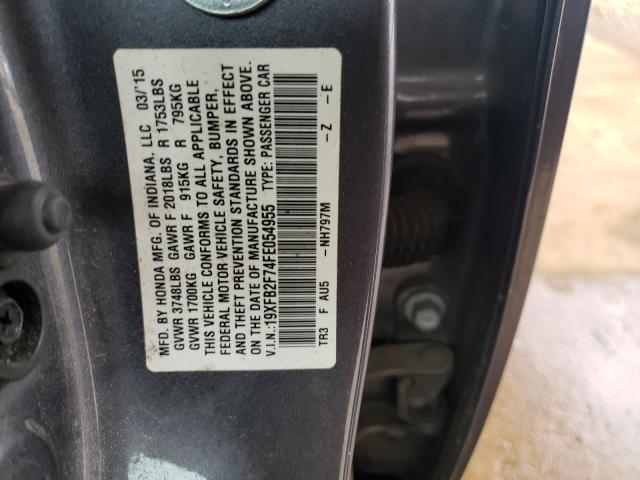 MFD. BY HONDA MFG. OF INDIANA, LLC 03/'15
GVWR 3748LBS GAWR F 2018LBS R 1753LBS
GVWR 1700KG GAWR F 915KG R 795KG
THIS VEHICLE CONFORMS TO ALL APPLICABLE
FEDERAL MOTOR VEHICLE SAFETY, BUMPER,
AND THEFT PREVENTION STANDARDS IN EFFECT
ON THE DATE OF MANUFACTURE SHOWN ABOVE.
V.I.N.:19XFB2F74FE054955 TYPE: PASSENGER CAR
TR3 F AU5 -NH797M -Z -E